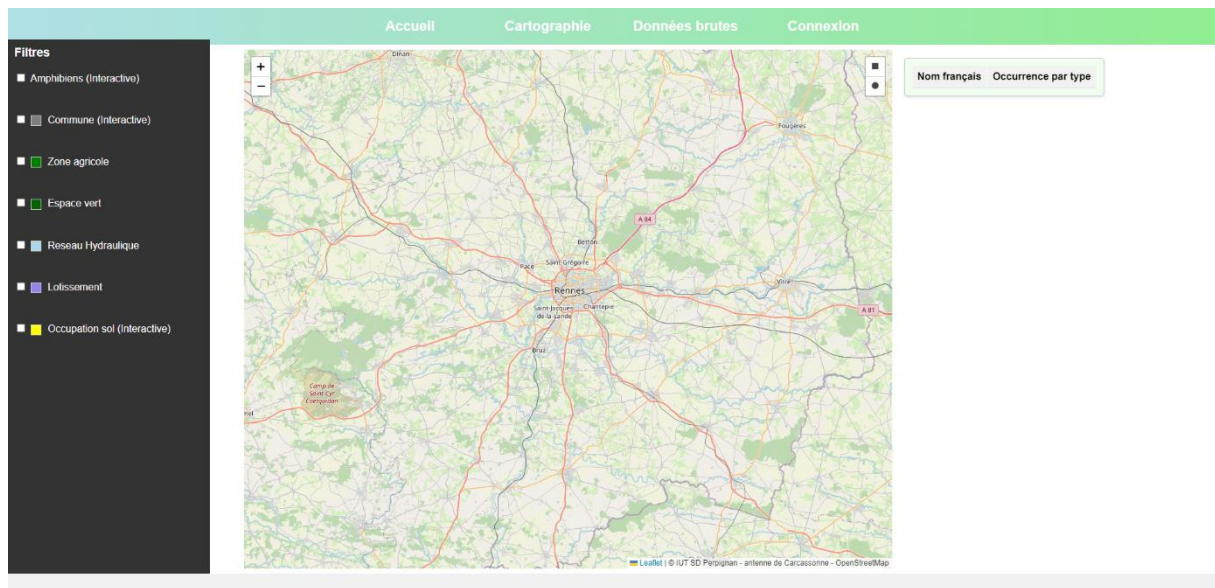 Accueil Cartographie Données brutes Connexion
Filtres
Amphibiens (Interactive)
Commune (Interactive)
Zone agricole
Espace vert
Reseau Hydraulique
Lotissement
Occupation sol (Interactive)
+
−
Dinan
Fougères
A 84
Betton
Pacé
Saint-Grégoire
Rennes
Vitré
Saint-Jacques-
de-la-Lande
Chantepie
A 81
Bruz
Camp de
Saint-Cyr
Coëtquidan
Leaflet | © IUT SD Perpignan - antenne de Carcassonne - OpenStreetMap
Nom français Occurrence par type